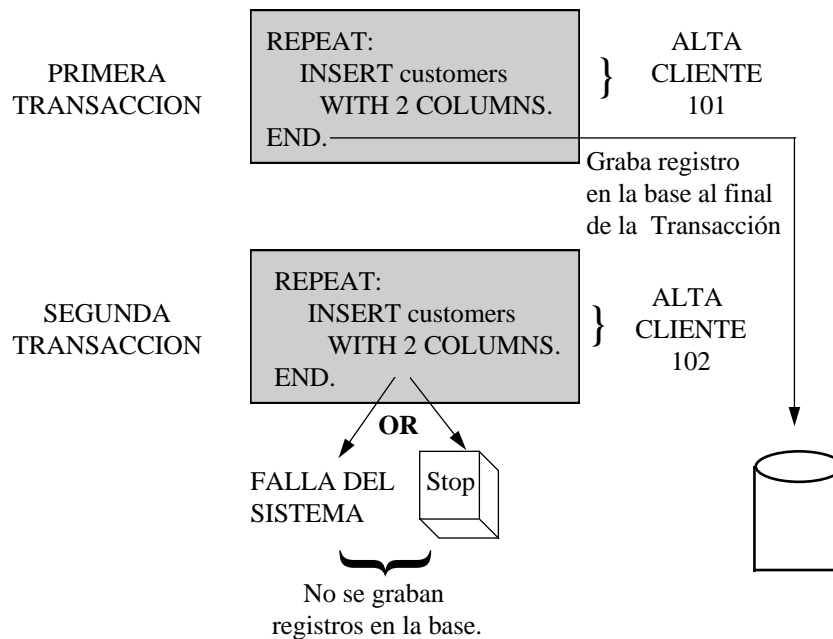 PRIMERA
TRANSACCION
REPEAT:
INSERT customers
WITH 2 COLUMNS.
END.
}
ALTA
CLIENTE
101
Graba registro
en la base al final
de la Transacción
SEGUNDA
TRANSACCION
REPEAT:
INSERT customers
WITH 2 COLUMNS.
END.
}
ALTA
CLIENTE
102
OR
FALLA DEL
SISTEMA
Stop
No se graban
registros en la base.